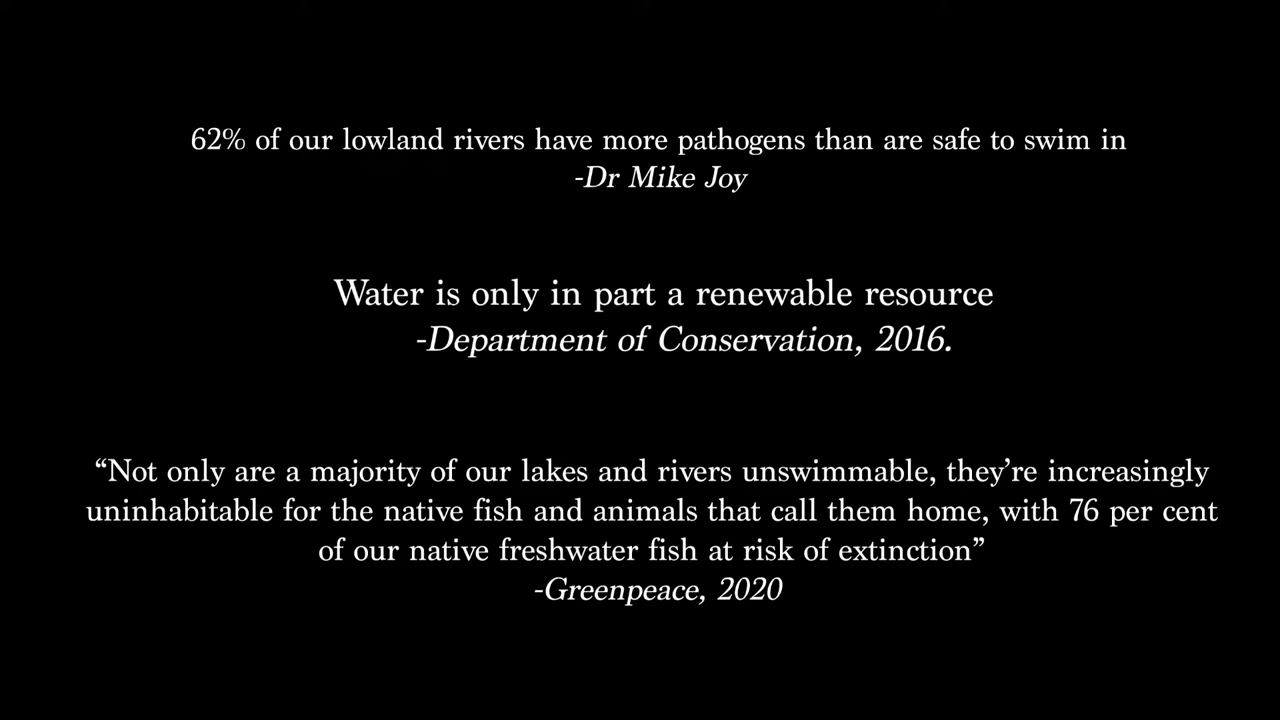 62% of our lowland rivers have more pathogens than are safe to swim in
-Dr Mike Joy
Water is only in part a renewable resource
-Department of Conservation, 2016.
“Not only are a majority of our lakes and rivers unswimmable, they’re increasingly
uninhabitable for the native fish and animals that call them home, with 76 per cent
of our native freshwater fish at risk of extinction”
-Greenpeace, 2020